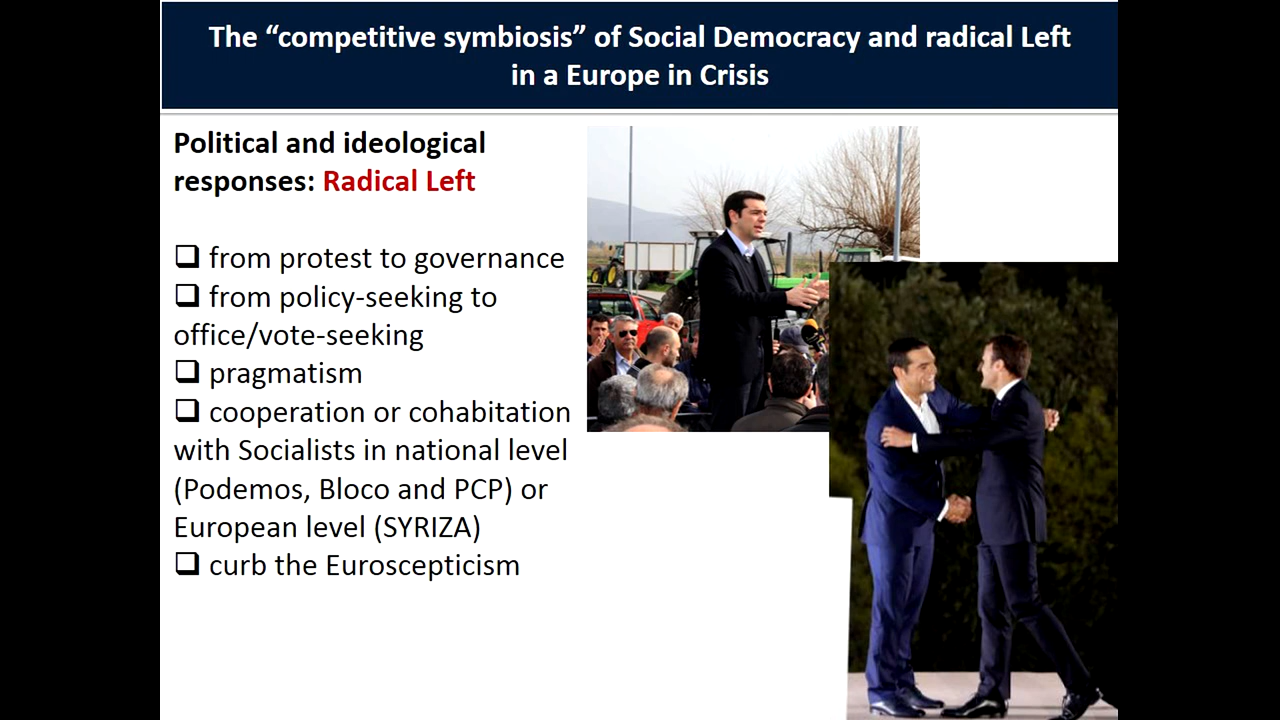 The “competitive symbiosis” of Social Democracy and radical Left
in a Europe in Crisis
Political and ideological
responses: Radical Left
❑ from protest to governance
❑ from policy-seeking to
office/vote-seeking
❑ pragmatism
❑ cooperation or cohabitation
with Socialists in national level
(Podemos, Bloco and PCP) or
European level (SYRIZA)
❑ curb the Euroscepticism